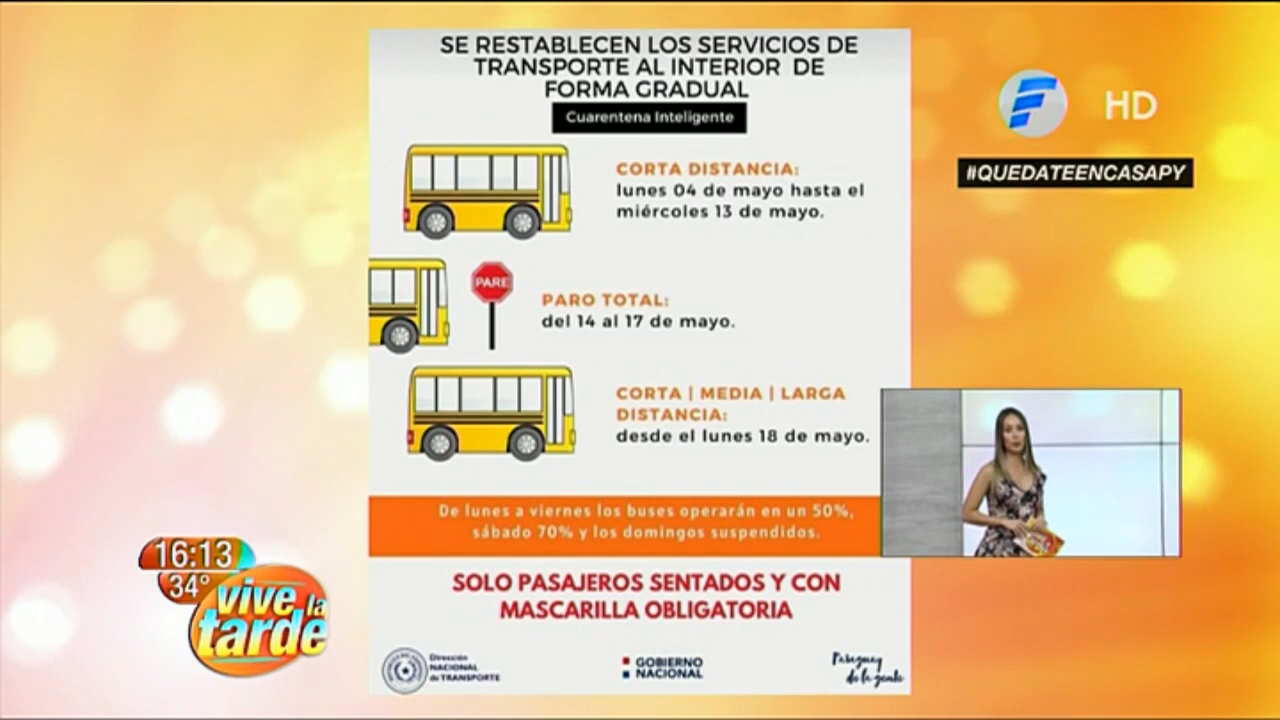 SE RESTABLECEN LOS SERVICIOS DE
TRANSPORTE AL INTERIOR DE
FORMA GRADUAL
Cuarentena Inteligente
HD
#QUEDATEENCASAPY
CORTA DISTANCIA:
lunes 04 de mayo hasta el
miércoles 13 de mayo.
PARE
PARO TOTAL:
del 14 al 17 de mayo.
CORTA | MEDIA | LARGA
DISTANCIA:
desde el lunes 18 de mayo.
De lunes a viernes los buses operarán en un 50%,
sábado 70% y los domingos suspendidos.
16:13
34°
vive la
tarde
SOLO PASAJEROS SENTADOS Y CON
MASCARILLA OBLIGATORIA
Dirección
NACIONAL
de TRANSPORTE
GOBIERNO
NACIONAL
Paraguay
de la gente